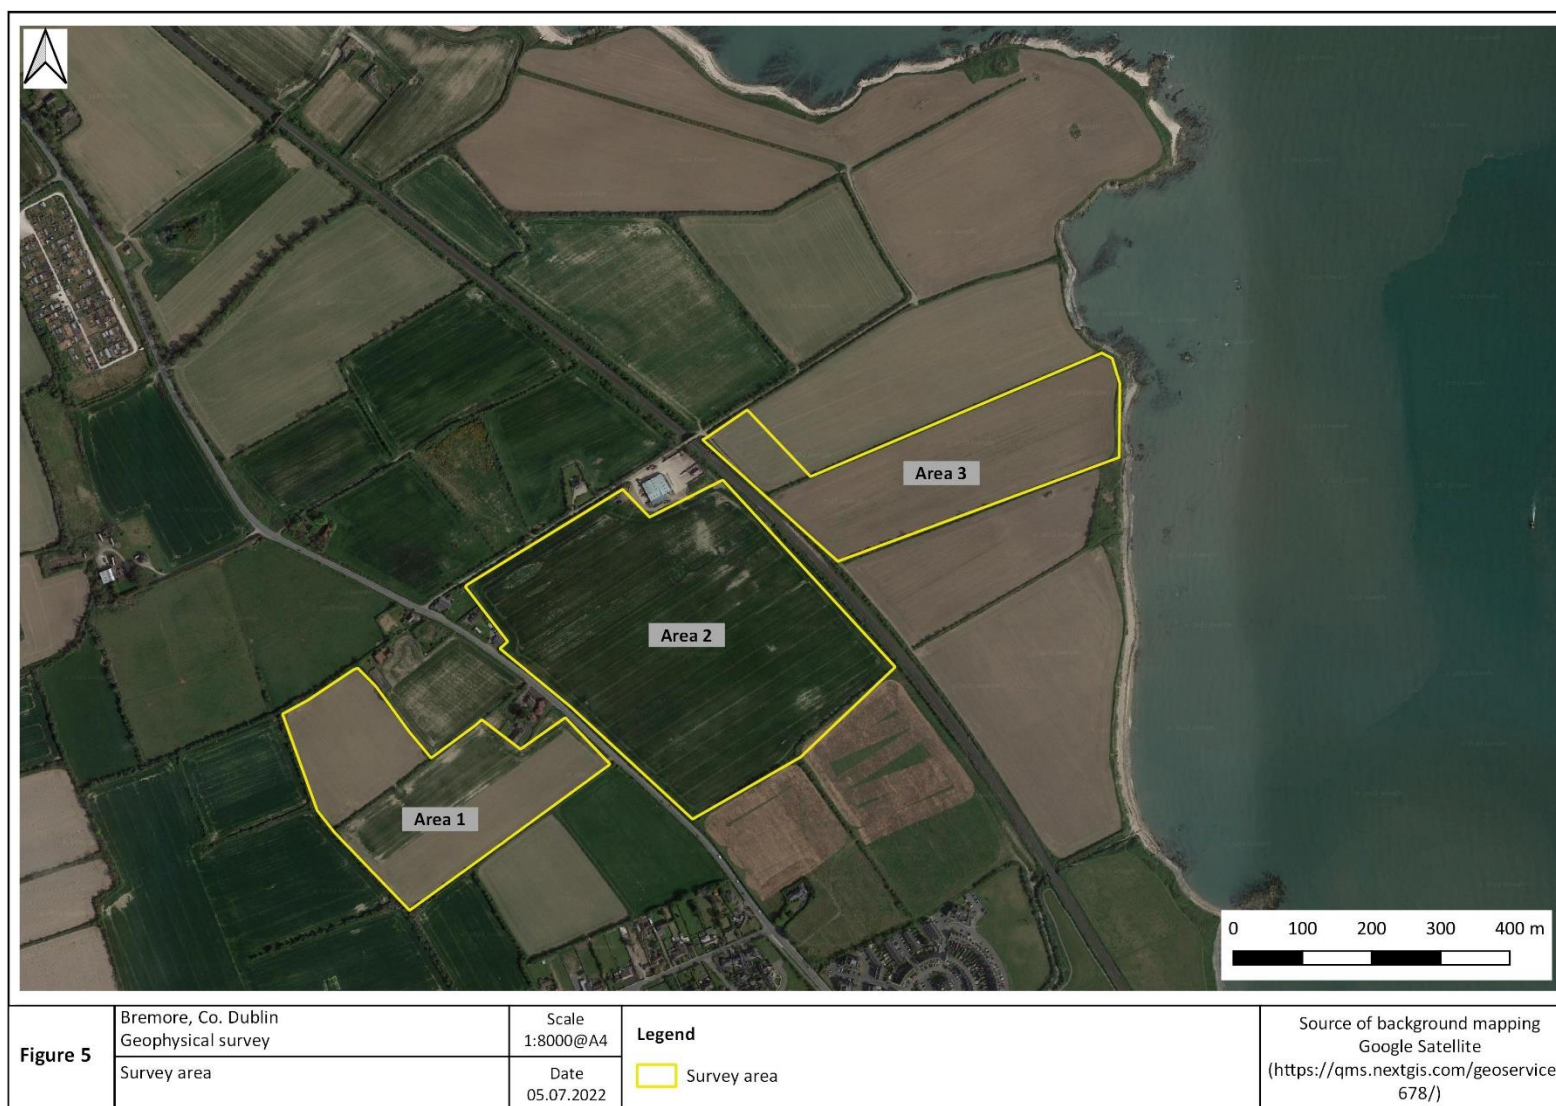 Area 3
Area 2
Area 1
0 100 200 300 400 m
Figure 5
Bremore, Co. Dublin
Geophysical survey
Survey area
Scale
1:8000@A4
Date
05.07.2022
Legend
Survey area
Source of background mapping
Google Satellite
(https://qms.nextgis.com/geoservice
678/)